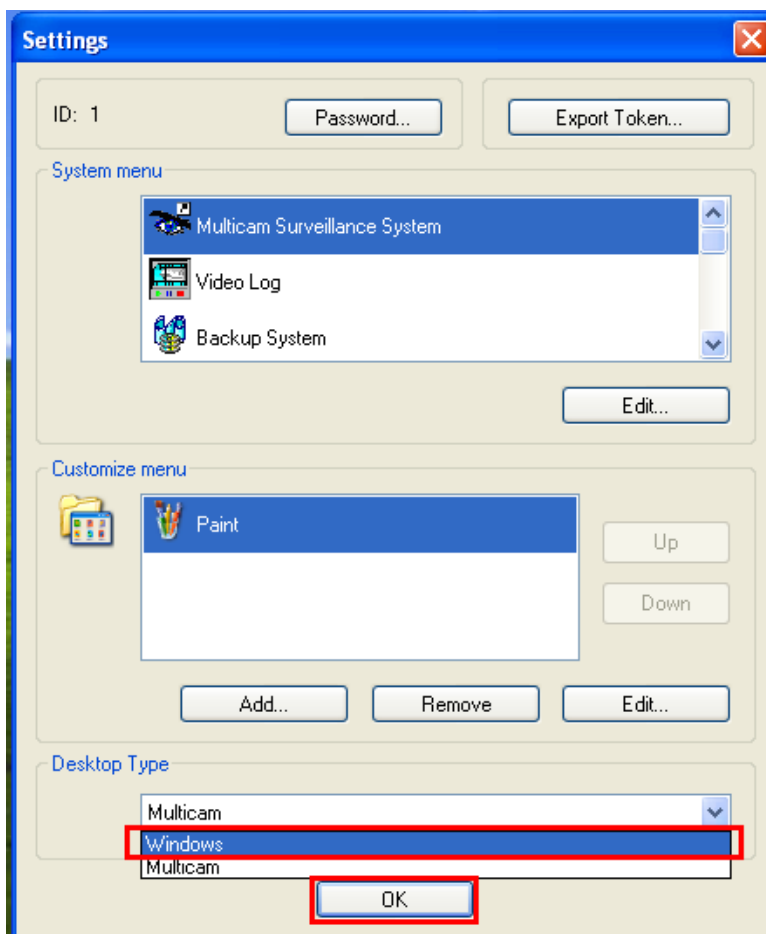 Settings
ID: 1
Password...
Export Token...
System menu
Multicam Surveillance System
Video Log
Backup System
Edit...
Customize menu
Paint
Up
Down
Add...
Remove
Edit...
Desktop Type
Multicam
Windows
Multicam
OK